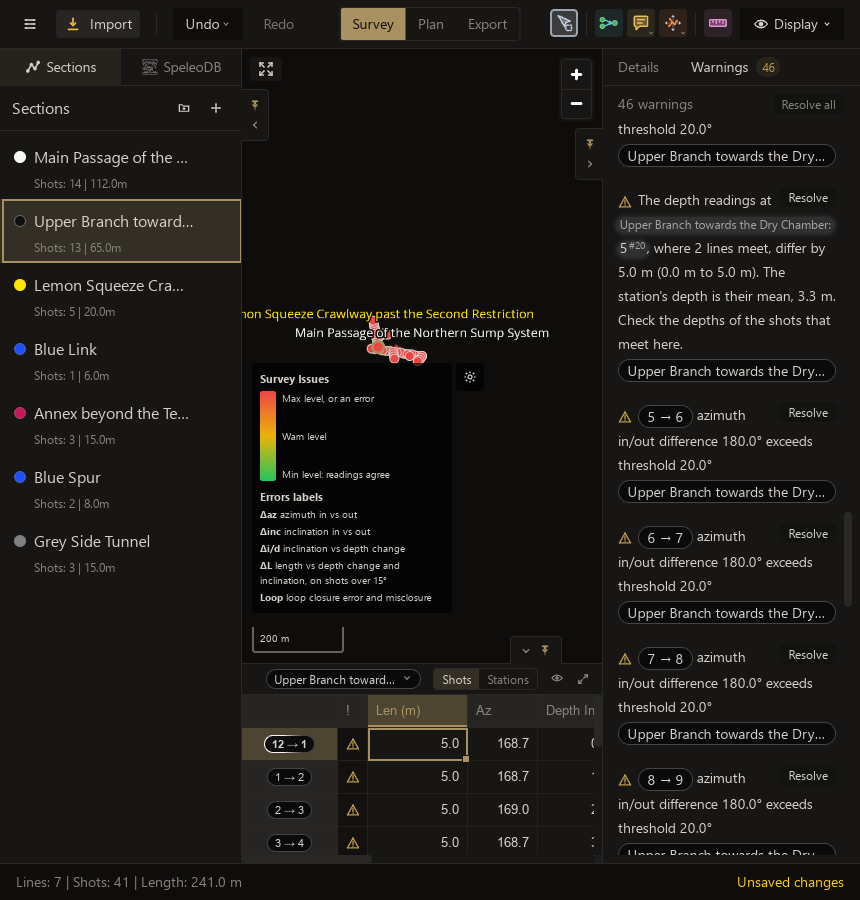 Import
Undo
Redo
Survey
Plan
Export
Display
Sections
SpeleoDB
Sections
Main Passage of the ...
Shots: 14 | 112.0m
Upper Branch toward...
Shots: 13 | 65.0m
Lemon Squeeze Cra...
Shots: 5 | 20.0m
Blue Link
Shots: 1 | 6.0m
Annex beyond the Te...
Shots: 3 | 15.0m
Blue Spur
Shots: 2 | 8.0m
Grey Side Tunnel
Shots: 3 | 15.0m
mon Squeeze Crawlway past the Second Restriction
Main Passage of the Northern Sump System
Survey Issues
Max level, or an error
Warn level
Min level: readings agree
Errors labels
Δaz azimuth in vs out
Δinc inclination in vs out
Δi/d inclination vs depth change
ΔL length vs depth change and
inclination, on shots over 15°
Loop loop closure error and misclosure
200 m
Upper Branch toward...
Shots
Stations
! Len (m) Az Depth In
12 → 1 5.0 168.7
1 → 2 5.0 168.7
2 → 3 5.0 169.0
3 → 4 5.0 168.7
Details
Warnings 46
46 warnings
Resolve all
threshold 20.0°
Upper Branch towards the Dry...
The depth readings at
Resolve
Upper Branch towards the Dry Chamber:
5 #20, where 2 lines meet, differ by
5.0 m (0.0 m to 5.0 m). The
station's depth is their mean, 3.3 m.
Check the depths of the shots that
meet here.
Upper Branch towards the Dry...
5 → 6 azimuth
Resolve
in/out difference 180.0° exceeds
threshold 20.0°
Upper Branch towards the Dry...
6 → 7 azimuth
Resolve
in/out difference 180.0° exceeds
threshold 20.0°
Upper Branch towards the Dry...
7 → 8 azimuth
Resolve
in/out difference 180.0° exceeds
threshold 20.0°
Upper Branch towards the Dry...
8 → 9 azimuth
Resolve
in/out difference 180.0° exceeds
threshold 20.0°
Upper Branch towards the Dry...
Lines: 7 | Shots: 41 | Length: 241.0 m
Unsaved changes